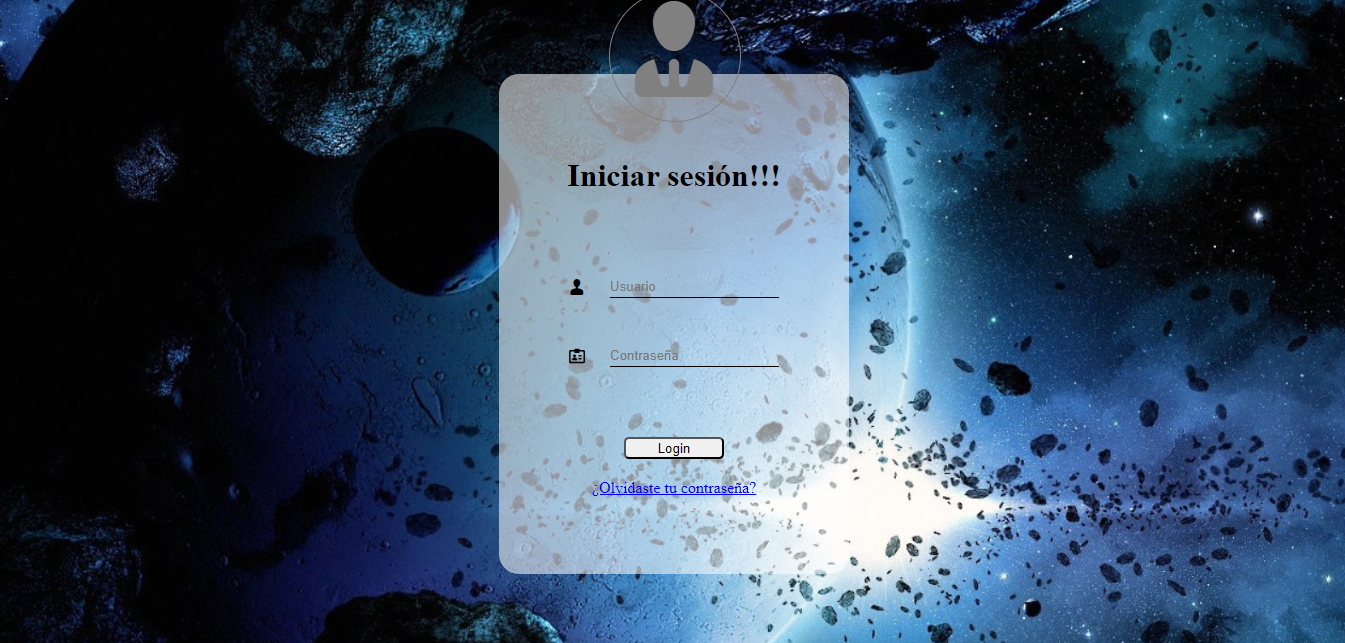 Iniciar sesión!!!
Usuario
Contraseña
Login
¿Olvidaste tu contraseña?